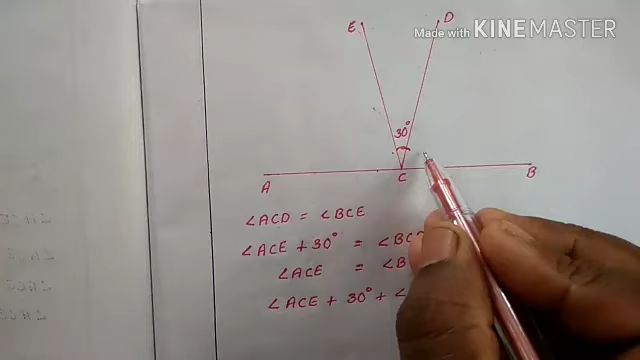 Made with KINEMASTER
E D
30°
A C B
∠ACD = ∠BCE
∠ACE + 30° = ∠BC
∠ACE = ∠B
∠ACE + 30° + ∠